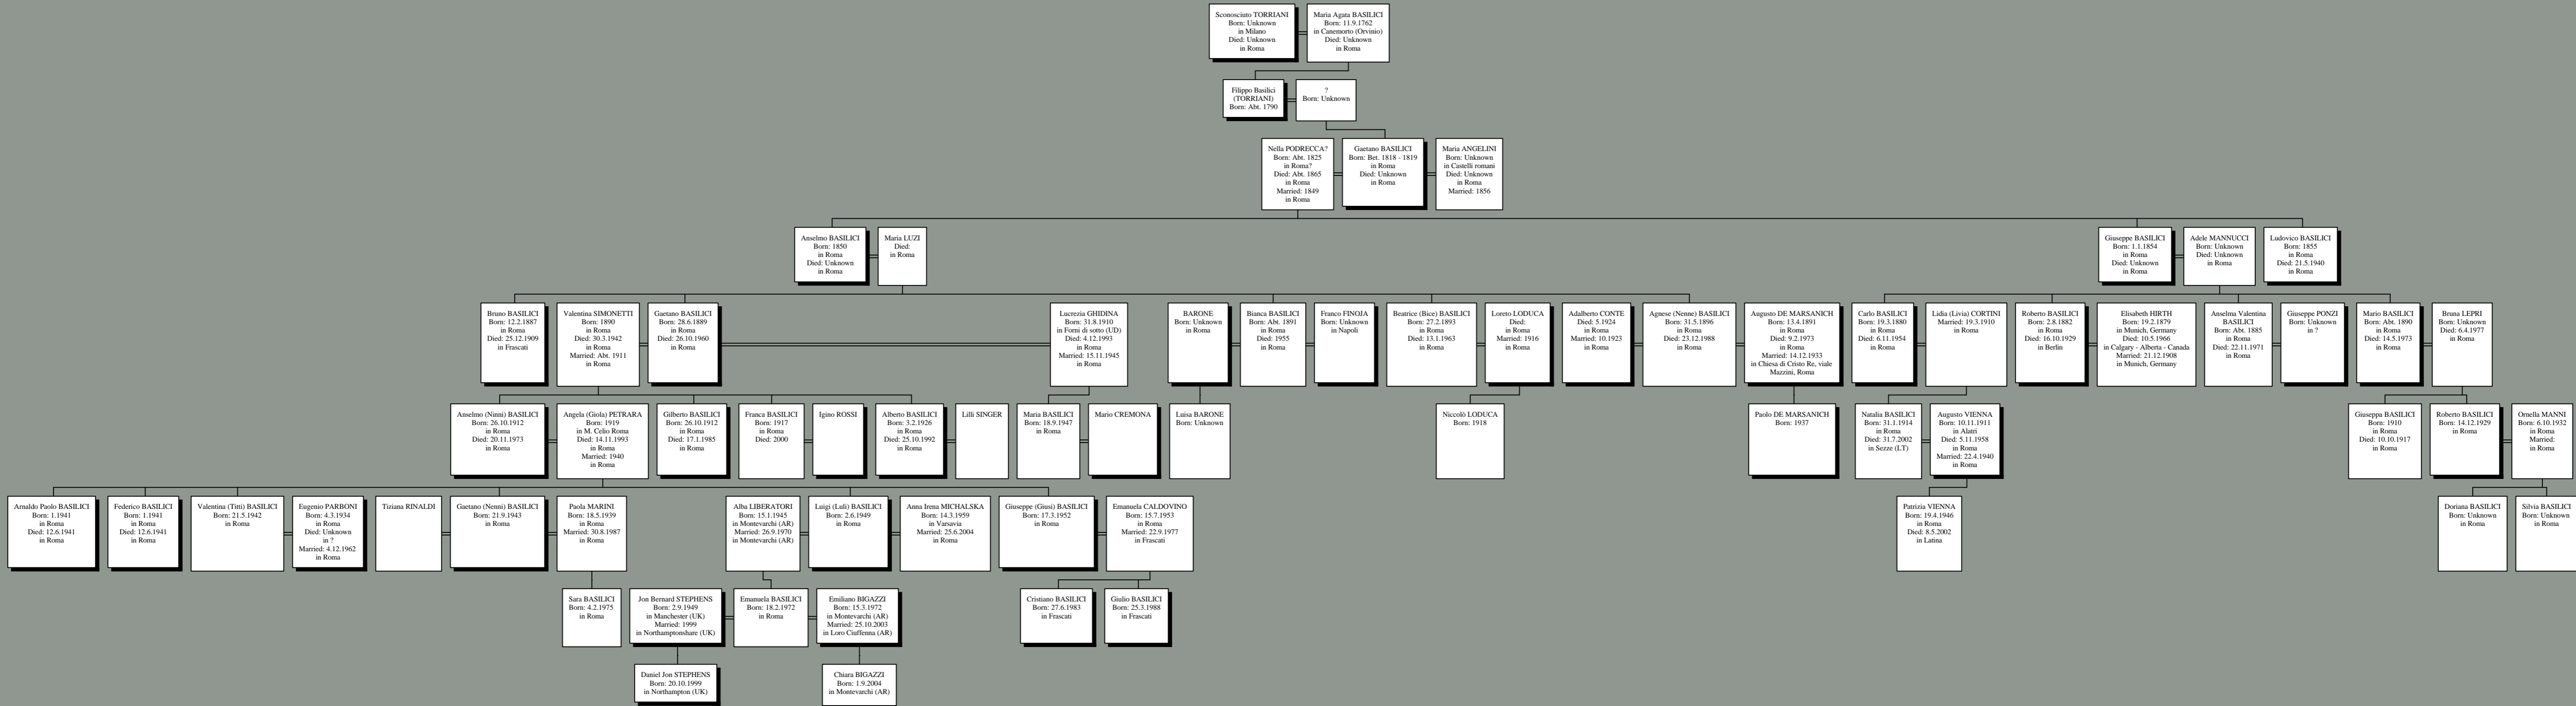 Sconosciuto TORRIANI
Born: Unknown
in Milano
Died: Unknown
in Roma
Maria Agata BASILICI
Born: 11.9.1762
in Canemorto (Orvinio)
Died: Unknown
in Roma
Filippo Basilici
(TORRIANI)
Born: Abt. 1790
?
Born: Unknown
Nella PODRECCA?
Born: Abt. 1825
in Roma?
Died: Abt. 1865
in Roma
Married: 1849
in Roma
Gaetano BASILICI
Born: Bet. 1818 - 1819
in Roma
Died: Unknown
in Roma
Maria ANGELINI
Born: Unknown
in Castelli romani
Died: Unknown
in Roma
Married: 1856
Anselmo BASILICI
Born: 1850
in Roma
Died: Unknown
in Roma
Maria LUZI
Died:
in Roma
Giuseppe BASILICI
Born: 1.1.1854
in Roma
Died: Unknown
in Roma
Adele MANNUCCI
Born: Unknown
Died: Unknown
in Roma
Ludovico BASILICI
Born: 1855
in Roma
Died: 21.5.1940
in Roma
Bruno BASILICI
Born: 12.2.1887
in Roma
Died: 25.12.1909
in Frascati
Valentina SIMONETTI
Born: 1890
in Roma
Died: 30.3.1942
in Roma
Married: Abt. 1911
in Roma
Gaetano BASILICI
Born: 28.6.1889
in Roma
Died: 26.10.1960
in Roma
Lucrezia GHIDINA
Born: 31.8.1910
in Forni di sotto (UD)
Died: 4.12.1993
in Roma
Married: 15.11.1945
in Roma
BARONE
Born: Unknown
in Roma
Bianca BASILICI
Born: Abt. 1891
in Roma
Died: 1955
in Roma
Franco FINOJA
Born: Unknown
in Napoli
Beatrice (Bice) BASILICI
Born: 27.2.1893
in Roma
Died: 13.1.1963
in Roma
Loreto LODUCA
Died:
in Roma
Married: 1916
in Roma
Adalberto CONTE
Died: 5.1924
in Roma
Married: 10.1923
in Roma
Agnese (Nenne) BASILICI
Born: 31.5.1896
in Roma
Died: 23.12.1988
in Roma
Augusto DE MARSANICH
Born: 13.4.1891
in Roma
Died: 9.2.1973
in Roma
Married: 14.12.1933
in Chiesa di Cristo Re, viale
Mazzini, Roma
Carlo BASILICI
Born: 19.3.1880
in Roma
Died: 6.11.1954
in Roma
Lidia (Livia) CORTINI
Married: 19.3.1910
in Roma
Roberto BASILICI
Born: 2.8.1882
in Roma
Died: 16.10.1929
in Berlin
Elisabeth HIRTH
Born: 19.2.1879
in Munich, Germany
Died: 10.5.1966
in Calgary - Alberta - Canada
Married: 21.12.1908
in Munich, Germany
Anselma Valentina
BASILICI
Born: Abt. 1885
in Roma
Died: 22.11.1971
in Roma
Giuseppe PONZI
Born: Unknown
in ?
Mario BASILICI
Born: Abt. 1890
in Roma
Died: 14.5.1973
in Roma
Bruna LEPRI
Born: Unknown
Died: 6.4.1977
in Roma
Anselmo (Ninni) BASILICI
Born: 26.10.1912
in Roma
Died: 20.11.1973
in Roma
Angela (Giola) PETRARA
Born: 1919
in M. Celio Roma
Died: 14.11.1993
in Roma
Married: 1940
in Roma
Gilberto BASILICI
Born: 26.10.1912
in Roma
Died: 17.1.1985
in Roma
Franca BASILICI
Born: 1917
in Roma
Died: 2000
Igino ROSSI
Alberto BASILICI
Born: 3.2.1926
in Roma
Died: 25.10.1992
in Roma
Lilli SINGER
Maria BASILICI
Born: 18.9.1947
in Roma
Mario CREMONA
Luisa BARONE
Born: Unknown
Niccolò LODUCA
Born: 1918
Paolo DE MARSANICH
Born: 1937
Natalia BASILICI
Born: 31.1.1914
in Roma
Died: 31.7.2002
in Sezze (LT)
Augusto VIENNA
Born: 10.11.1911
in Alatri
Died: 5.11.1958
in Roma
Married: 22.4.1940
in Roma
Giuseppa BASILICI
Born: 1910
in Roma
Died: 10.10.1917
in Roma
Roberto BASILICI
Born: 14.12.1929
in Roma
Ornella MANNI
Born: 6.10.1932
in Roma
Married:
in Roma
Arnaldo Paolo BASILICI
Born: 1.1941
in Roma
Died: 12.6.1941
in Roma
Federico BASILICI
Born: 1.1941
in Roma
Died: 12.6.1941
in Roma
Valentina (Titti) BASILICI
Born: 21.5.1942
in Roma
Eugenio PARBONI
Born: 4.3.1934
in Roma
Died: Unknown
in ?
Married: 4.12.1962
in Roma
Tiziana RINALDI
Gaetano (Nenni) BASILICI
Born: 21.9.1943
in Roma
Paola MARINI
Born: 18.5.1939
in Roma
Married: 30.8.1987
in Roma
Alba LIBERATORI
Born: 15.1.1945
in Montevarchi (AR)
Married: 26.9.1970
in Montevarchi (AR)
Luigi (Luli) BASILICI
Born: 2.6.1949
in Roma
Anna Irena MICHALSKA
Born: 14.3.1959
in Varsavia
Married: 25.6.2004
in Roma
Giuseppe (Giusi) BASILICI
Born: 17.3.1952
in Roma
Emanuela CALDOVINO
Born: 15.7.1953
in Roma
Married: 22.9.1977
in Frascati
Patrizia VIENNA
Born: 19.4.1946
in Roma
Died: 8.5.2002
in Latina
Doriana BASILICI
Born: Unknown
in Roma
Silvia BASILICI
Born: Unknown
in Roma
Sara BASILICI
Born: 4.2.1975
in Roma
Jon Bernard STEPHENS
Born: 2.9.1949
in Manchester (UK)
Married: 1999
in Northamptonshare (UK)
Emanuela BASILICI
Born: 18.2.1972
in Roma
Emiliano BIGAZZI
Born: 15.3.1972
in Montevarchi (AR)
Married: 25.10.2003
in Loro Ciuffenna (AR)
Cristiano BASILICI
Born: 27.6.1983
in Frascati
Giulio BASILICI
Born: 25.3.1988
in Frascati
Daniel Jon STEPHENS
Born: 20.10.1999
in Northampton (UK)
Chiara BIGAZZI
Born: 1.9.2004
in Montevarchi (AR)